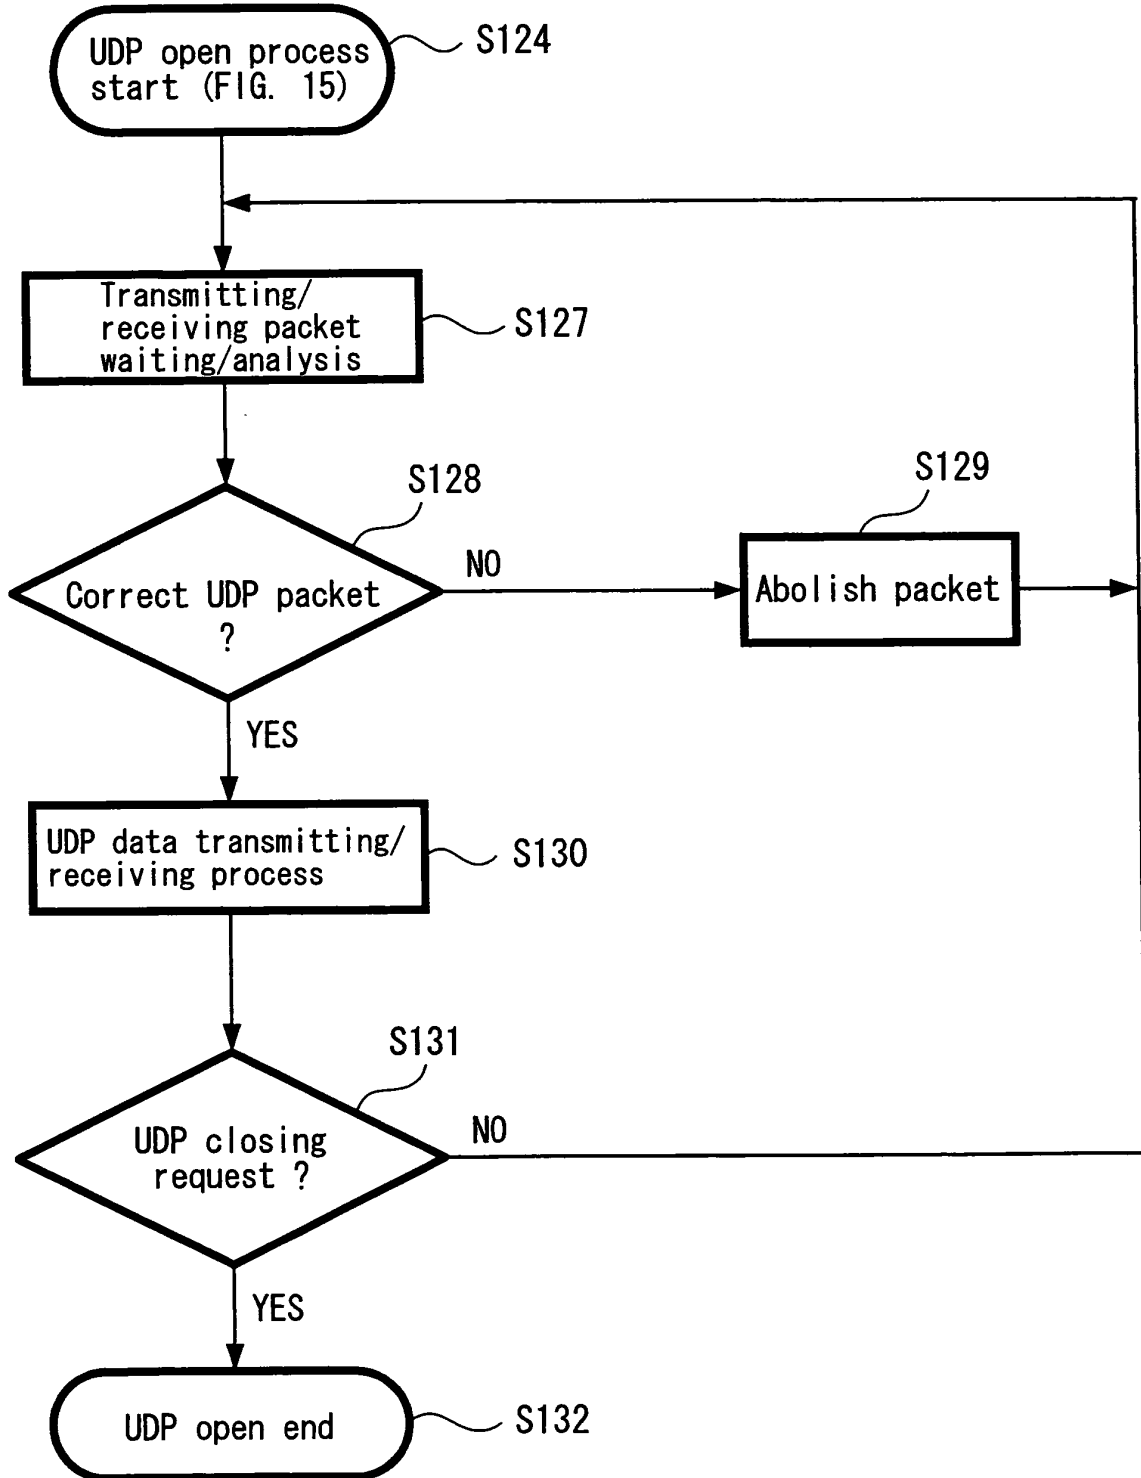 UDP open process
start (FIG. 15)
S124
Transmitting/
receiving packet
waiting/analysis
S127
S128
Correct UDP packet
?
NO
S129
Abolish packet
YES
UDP data transmitting/
receiving process
S130
S131
UDP closing
request ?
NO
YES
UDP open end
S132